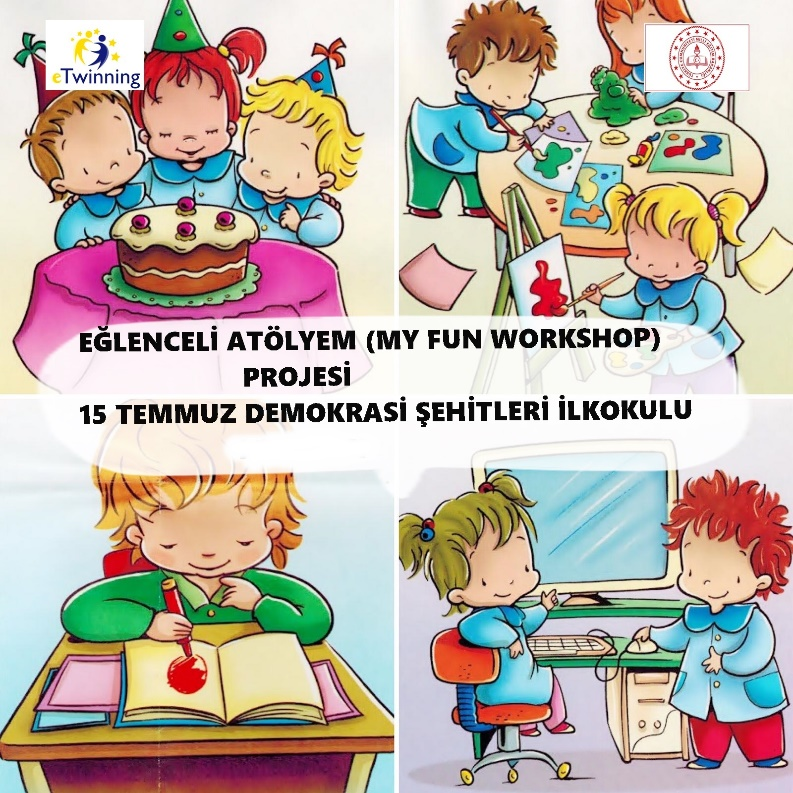 eTwinning
EĞLENCELİ ATÖLYEM (MY FUN WORKSHOP)
PROJESİ
15 TEMMUZ DEMOKRASİ ŞEHİTLERİ İLKOKULU